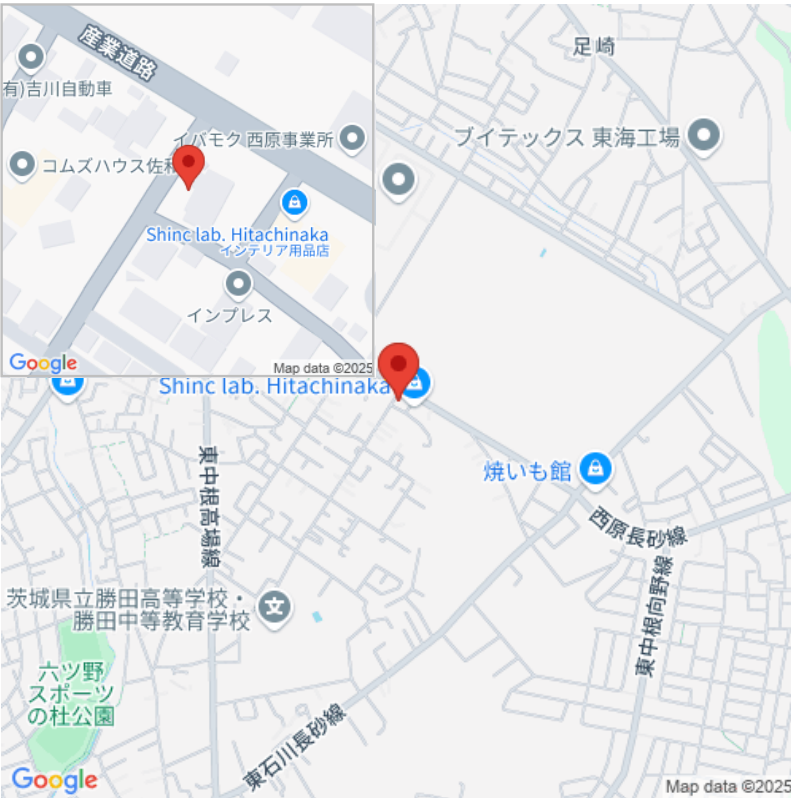 産業道路
有)吉川自動車
イバモク 西原事業所
コムズハウス佐和
Shinc lab. Hitachinaka
インテリア用品店
インプレス
Google
Map data ©2025
足崎
ブイテックス 東海工場
Shinc lab. Hitachinaka
焼いも館
西原長砂線
東中根高場線
東中根向野線
茨城県立勝田高等学校・
勝田中等教育学校
六ツ野
スポーツ
の杜公園
東石川長砂線
Google
Map data ©2025